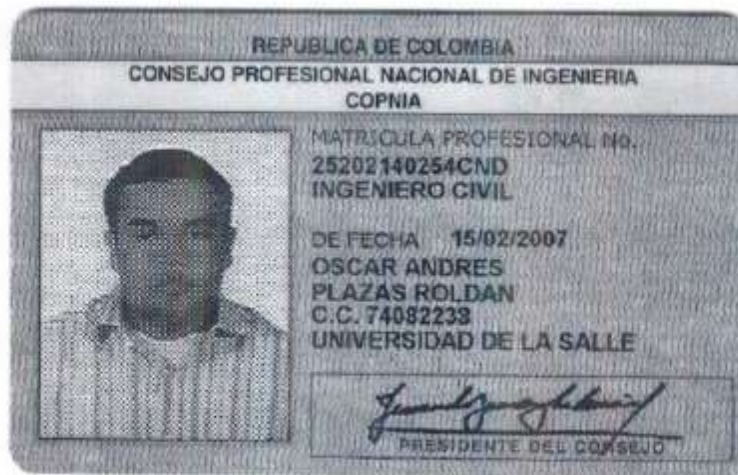 REPUBLICA DE COLOMBIA
CONSEJO PROFESIONAL NACIONAL DE INGENIERIA
COPNIA
MATRICULA PROFESIONAL No.
25202140254CND
INGENIERO CIVIL
DE FECHA 15/02/2007
OSCAR ANDRES
PLAZAS ROLDAN
C.C. 74082238
UNIVERSIDAD DE LA SALLE
PRESIDENTE DEL CONSEJO